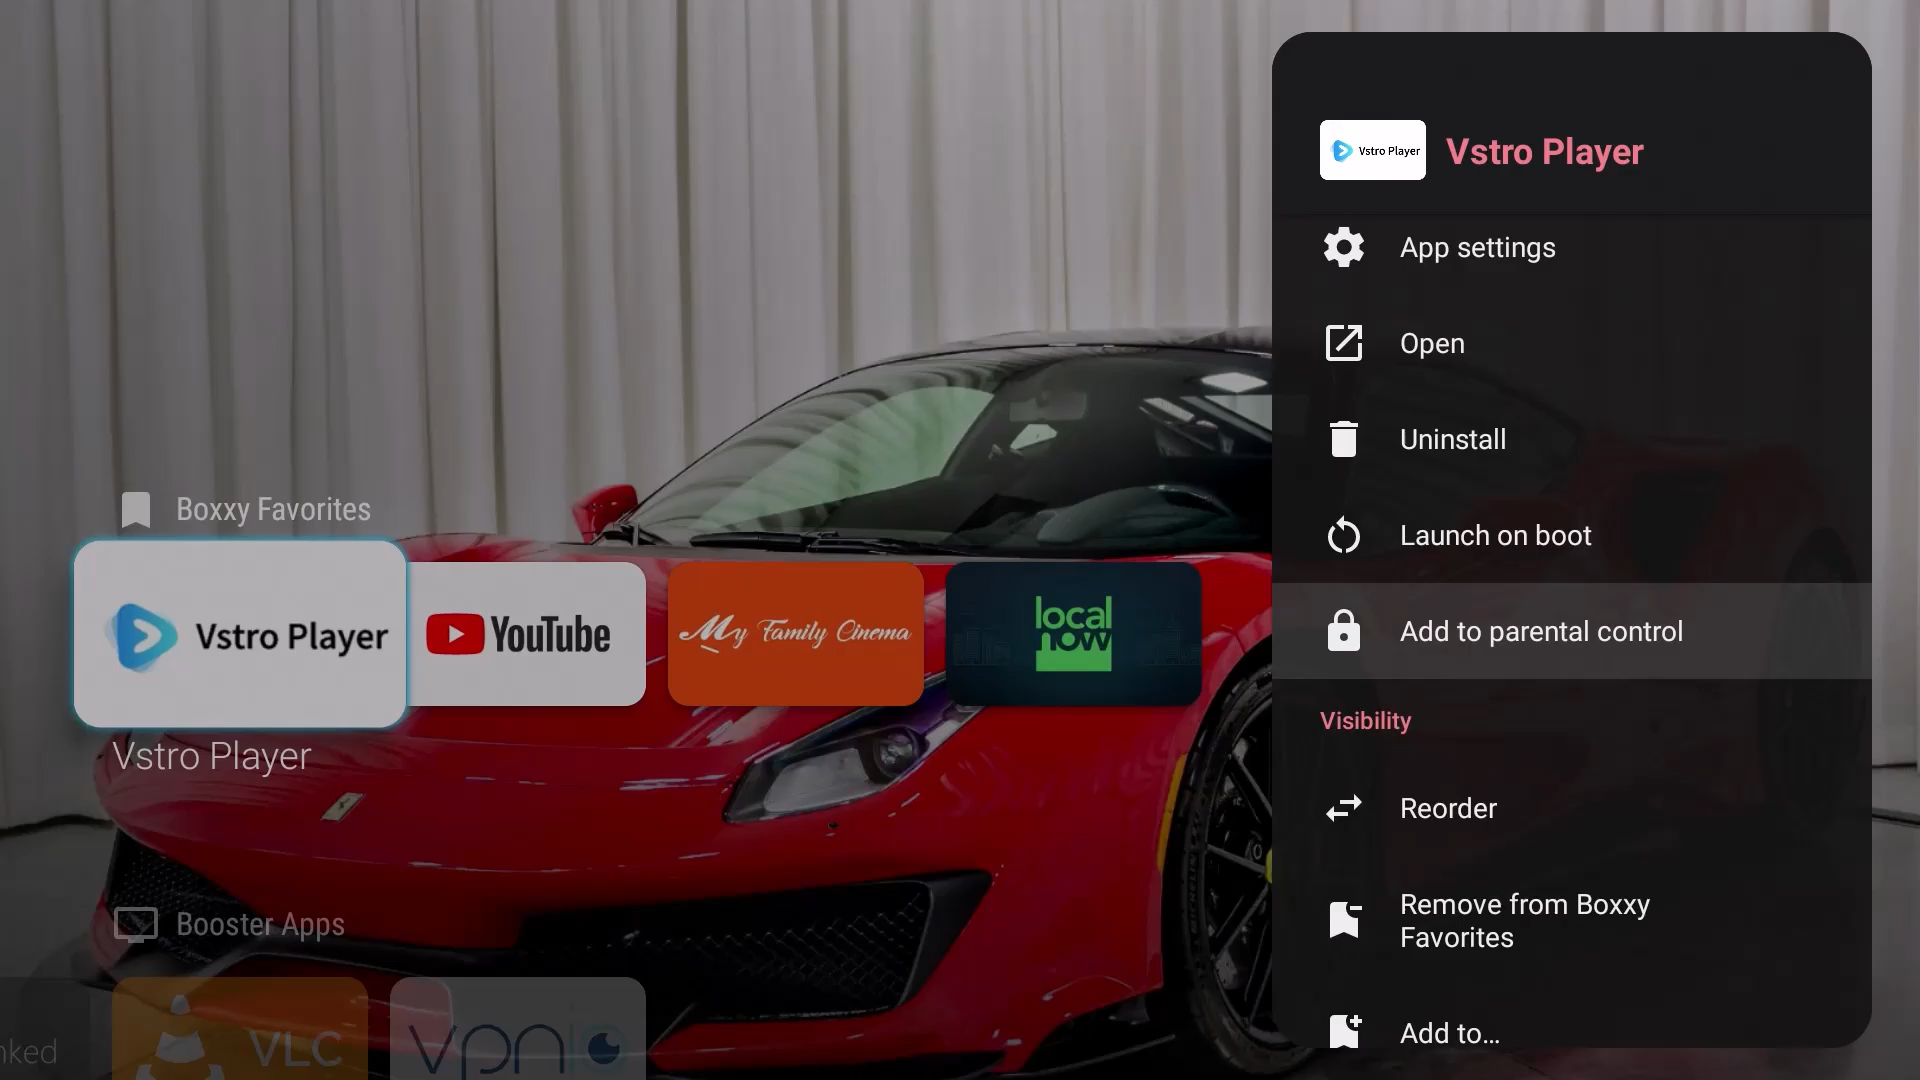 Boxxy Favorites
Vstro Player
YouTube
My Family Cinema
local
now
Vstro Player
Booster Apps
nked
VLC
vpn
Vstro Player
Vstro Player
App settings
Open
Uninstall
Launch on boot
Add to parental control
Visibility
Reorder
Remove from Boxxy
Favorites
Add to...